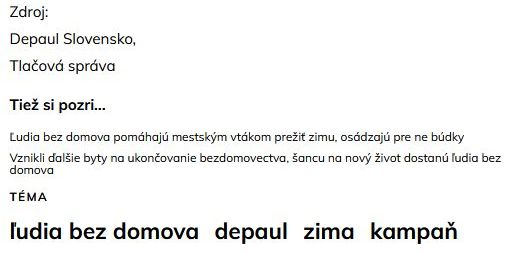 Zdroj:
Depaul Slovensko,
Tlačová správa
Tiež si pozri...
Ľudia bez domova pomáhajú mestským vtákom prežiť zimu, osádzajú pre ne búdky
Vznikli ďalšie byty na ukončovanie bezdomovectva, šancu na nový život dostanú ľudia bez
domova
TÉMA
ľudia bez domova depaul zima kampaň